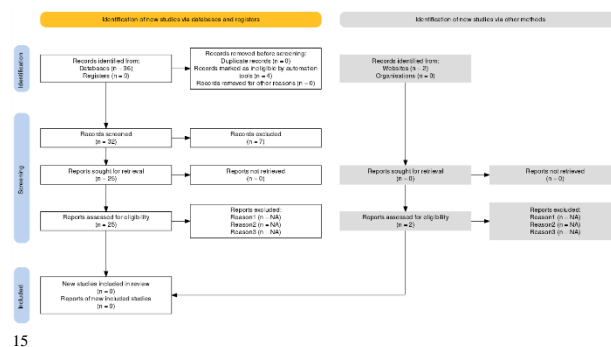 Identification of new studies via databases and registers
Identification of new studies via other methods
Identification
Records identified from:
Databases (n = 36)
Registers (n = 0)
Records removed before screening:
Duplicate records (n = 0)
Records marked as ineligible by automation
tools (n = 4)
Records removed for other reasons (n = 0)
Records identified from:
Websites (n = 2)
Organisations (n = 0)
Screening
Records screened
(n = 32)
Records excluded
(n = 7)
Reports sought for retrieval
(n = 25)
Reports not retrieved
(n = 0)
Reports sought for retrieval
(n = 0)
Reports not retrieved
(n = 0)
Reports assessed for eligibility
(n = 25)
Reports excluded:
Reason1 (n = NA)
Reason2 (n = NA)
Reason3 (n = NA)
Reports assessed for eligibility
(n = 2)
Reports excluded:
Reason1 (n = NA)
Reason2 (n = NA)
Reason3 (n = NA)
Included
New studies included in review
(n = 0)
Reports of new included studies
(n = 0)
15